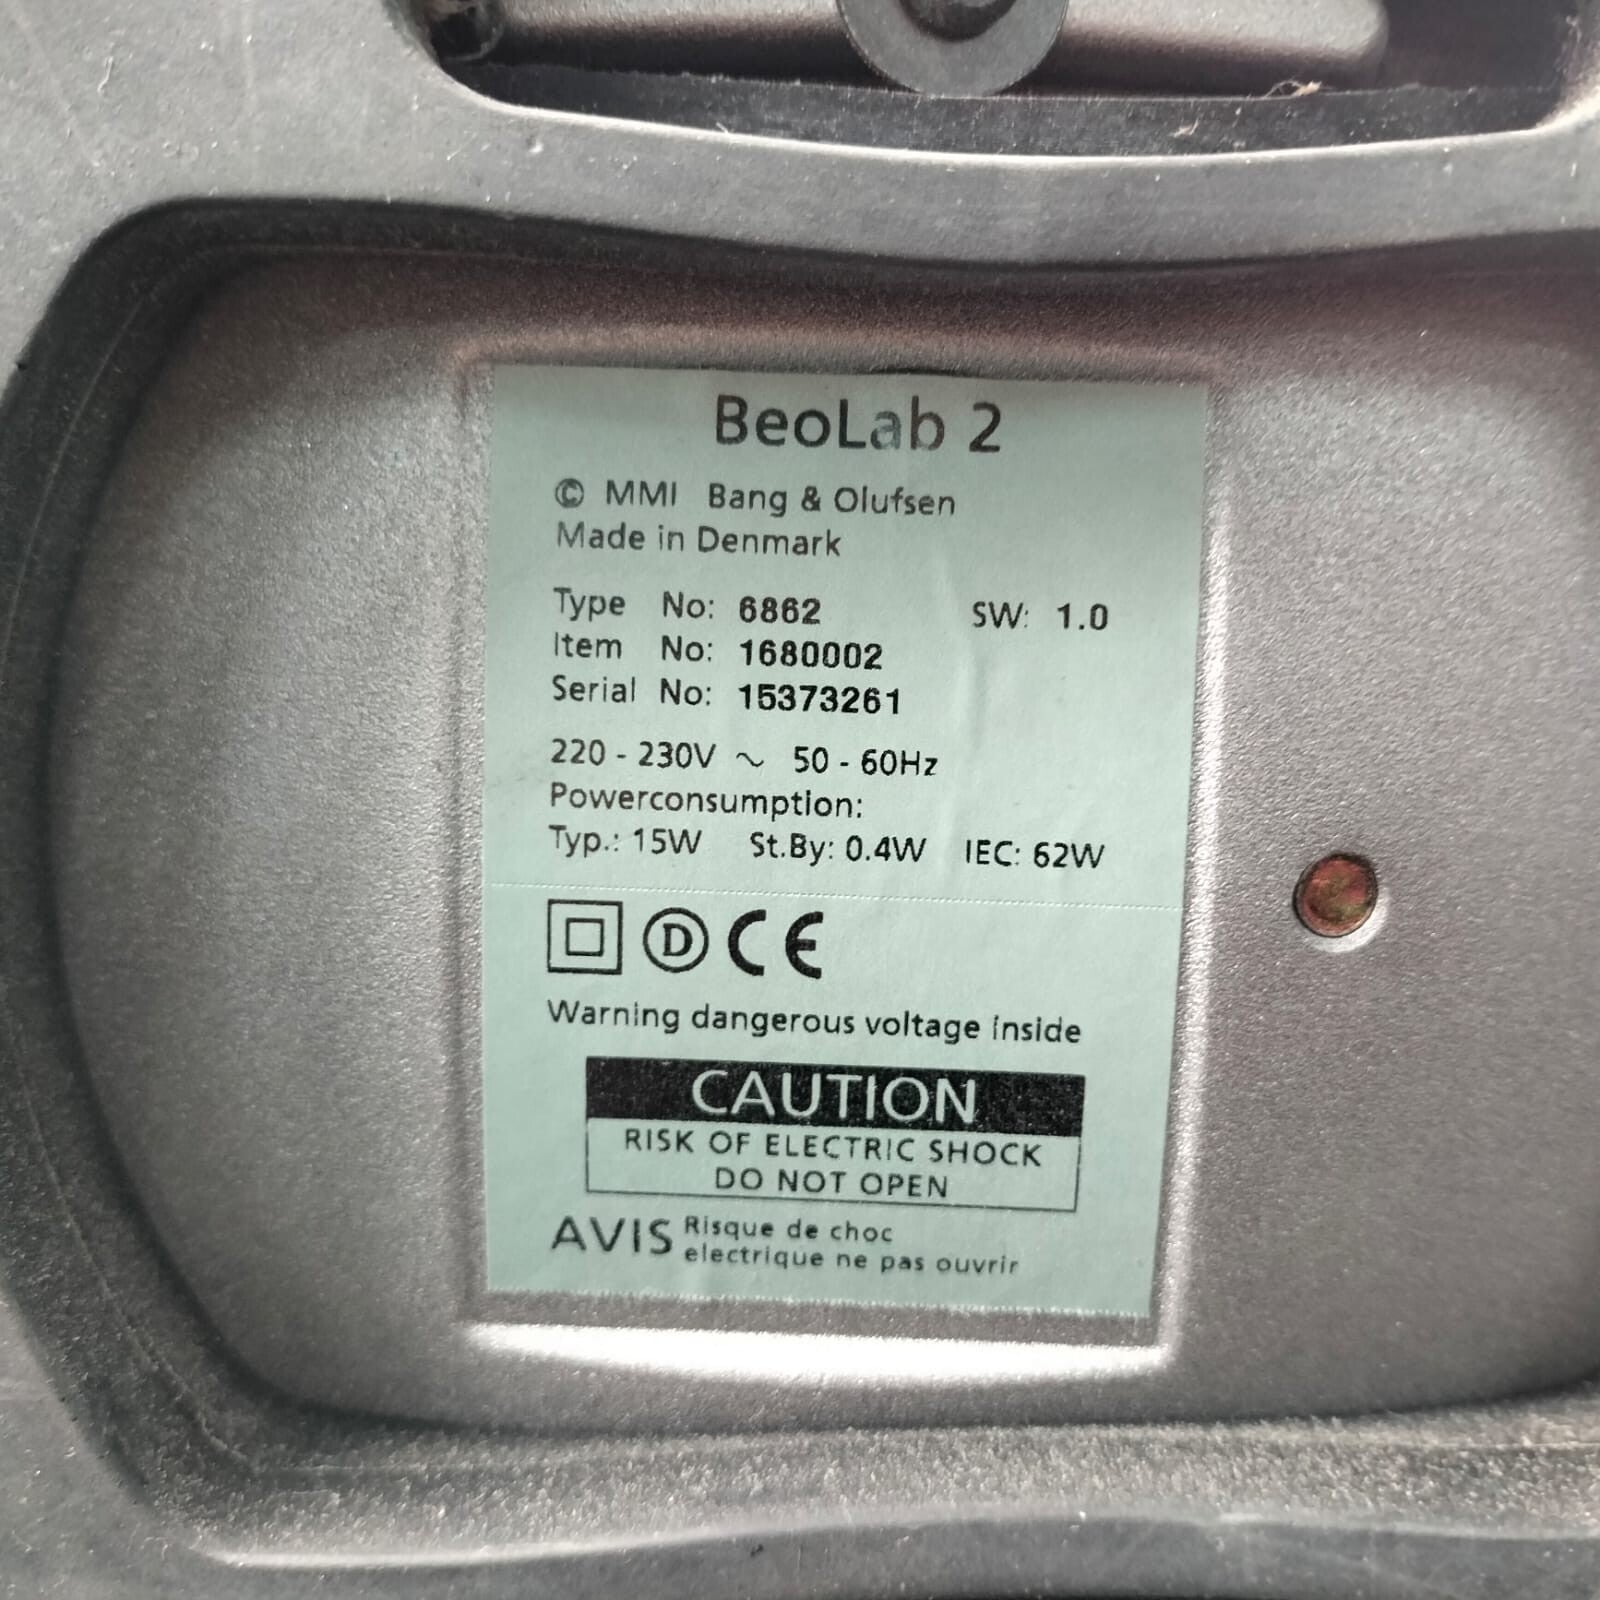 BeoLab 2
© MMI Bang & Olufsen
Made in Denmark
Type No: 6862 SW: 1.0
Item No: 1680002
Serial No: 15373261
220 - 230V ~ 50 - 60Hz
Powerconsumption:
Typ.: 15W St.By: 0.4W IEC: 62W
D CE
Warning dangerous voltage inside
CAUTION
RISK OF ELECTRIC SHOCK
DO NOT OPEN
AVIS Risque de choc
electrique ne pas ouvrir